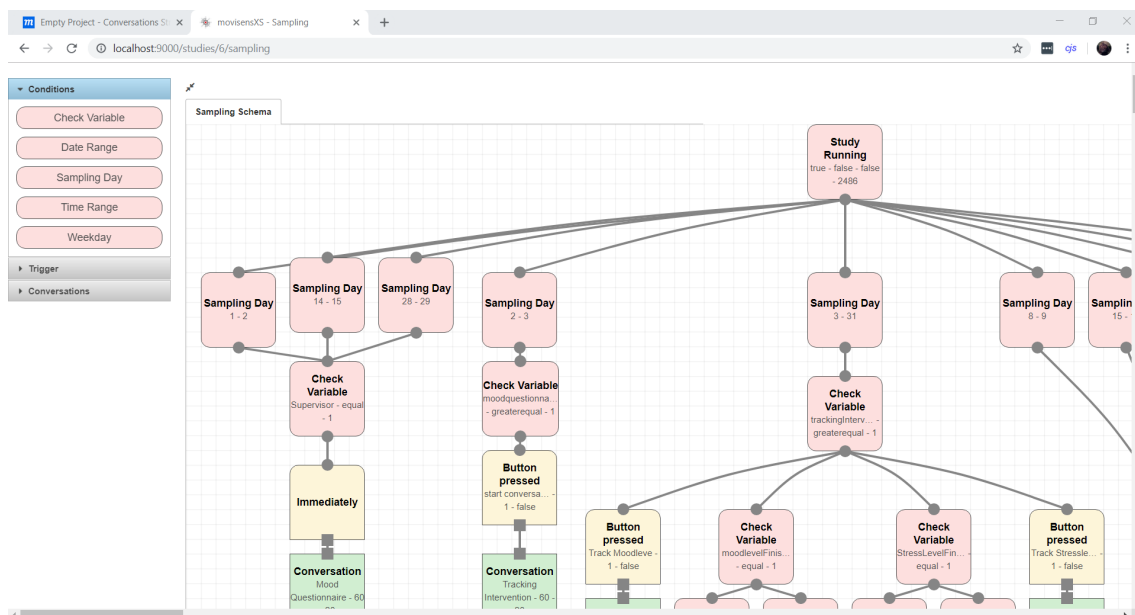 Empty Project - Conversations St
movisensXS - Sampling
localhost:9000/studies/6/sampling
cjs
Conditions
Check Variable
Date Range
Sampling Day
Time Range
Weekday
Trigger
Conversations
Sampling Schema
Study
Running
true - false - false
- 2486
Sampling Day
1 - 2
Sampling Day
14 - 15
Sampling Day
28 - 29
Sampling Day
2 - 3
Sampling Day
3 - 31
Sampling Day
8 - 9
Samplin
15 -
Check
Variable
Supervisor - equal
- 1
Check Variable
moodquestionna...
- greaterequal - 1
Check
Variable
trackingInterv... -
greaterequal - 1
Immediately
Button
pressed
start conversa... -
1 - false
Button
pressed
Track Moodleve -
1 - false
Check
Variable
moodlevelFinis...
- equal - 1
Check
Variable
StressLevelFin... -
equal - 1
Button
pressed
Track Stressle... -
1 - false
Conversation
Mood
Questionnaire - 60
Conversation
Tracking
Intervention - 60 -